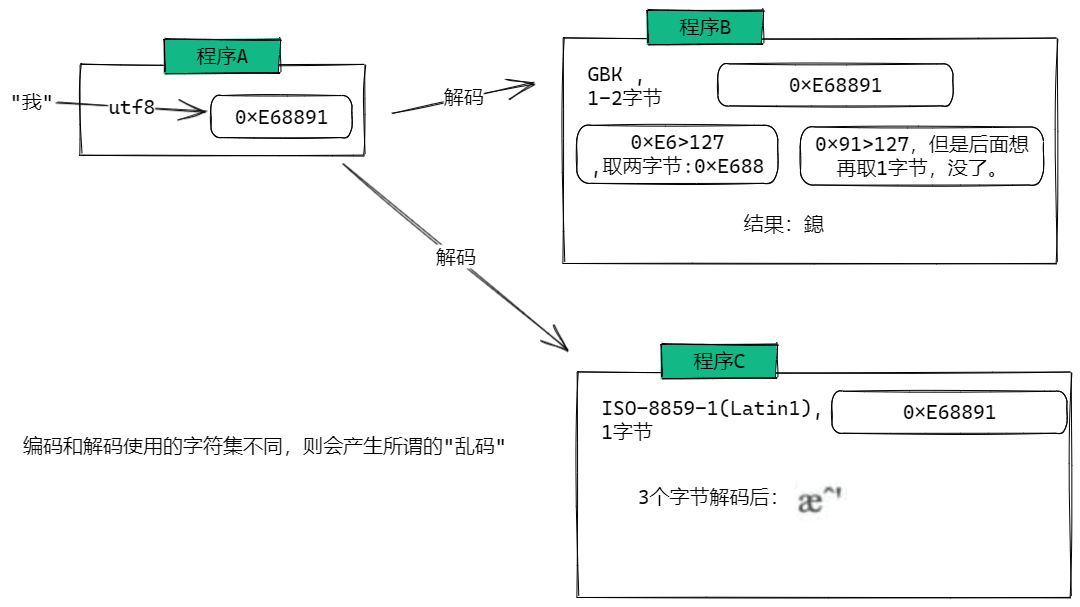 程序A
"我"
utf8
0×E68891
解码
程序B
GBK ,
1-2字节
0×E68891
0×E6>127
,取两字节:0×E688
0×91>127，但是后面想
再取1字节，没了。
结果：鎴
解码
程序C
ISO-8859-1(Latin1),
1字节
0×E68891
3个字节解码后： æˆ'
编码和解码使用的字符集不同，则会产生所谓的"乱码"